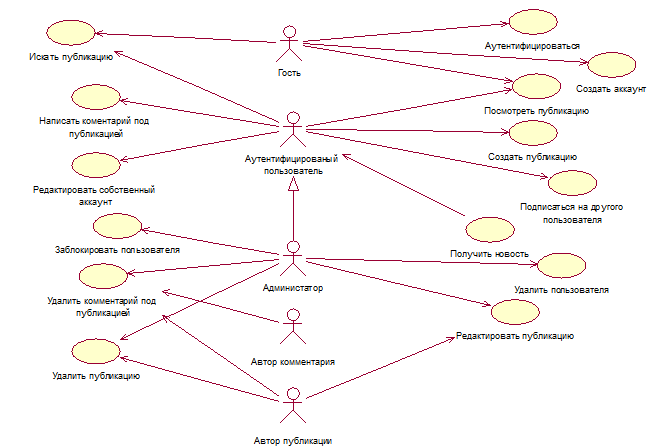 Аутентифицироваться
Искать публикацию
Гость
Создать аккаунт
Посмотреть публикацию
Написать коментарий под
публикацией
Аутентифицированый
пользователь
Создать публикацию
Редактировать собственный
аккаунт
Подписаться на другого
пользователя
Заблокировать пользователя
Получить новость
Администатор
Удалить пользователя
Удалить комментарий под
публикацией
Редактировать публикацию
Автор комментария
Удалить публикацию
Автор публикации